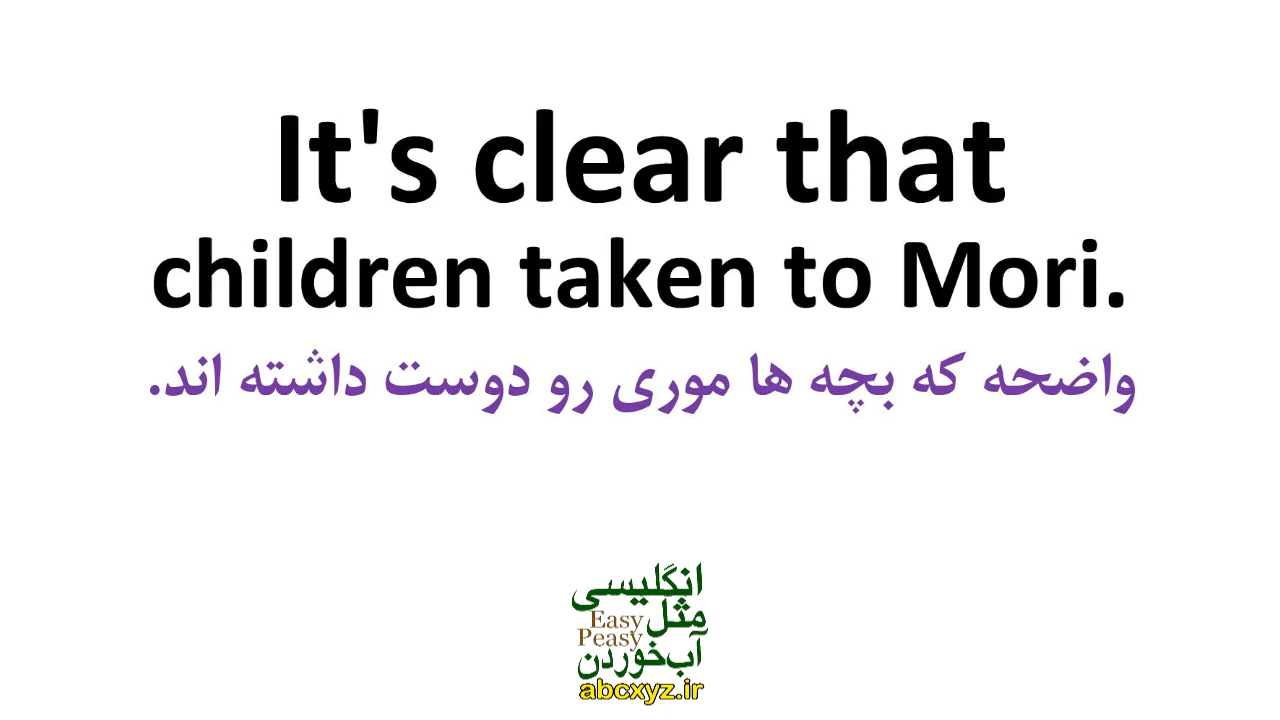 It's clear that
children taken to Mori.
واضحه که بچه ها موری رو دوست داشته اند.
انگلیسی
مثل
Easy
Peasy
آب‌خوردن
abcxyz.ir